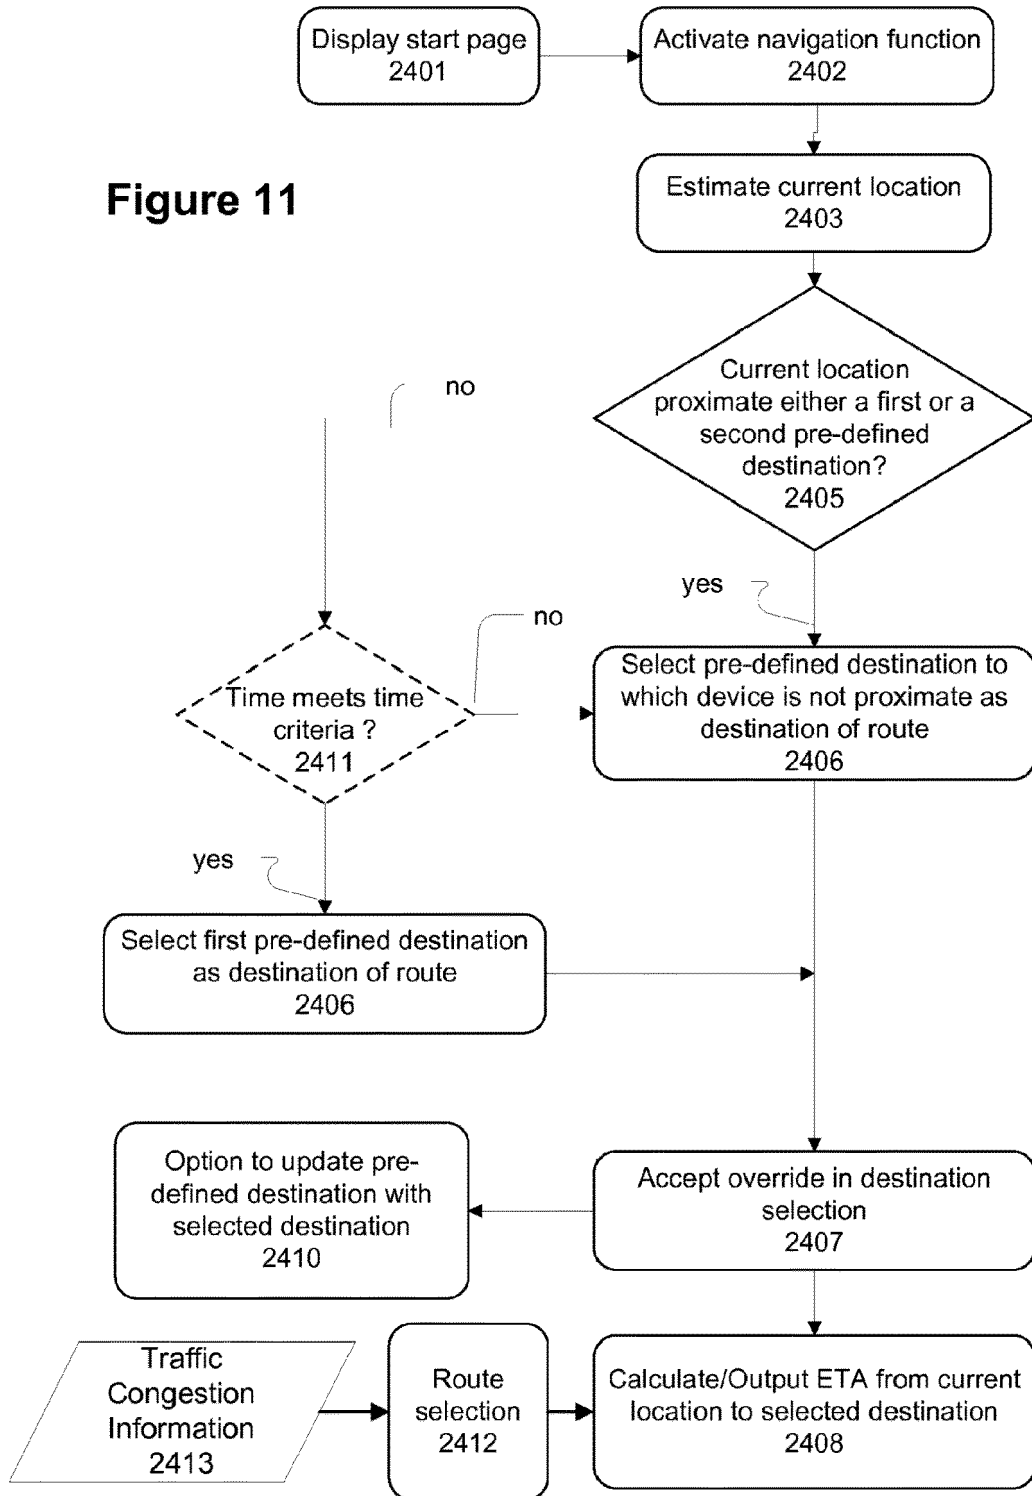 Display start page
2401
Activate navigation function
2402
Figure 11
Estimate current location
2403
Current location
proximate either a first or a
second pre-defined
destination?
2405
no
yes
no
Time meets time
criteria ?
2411
Select pre-defined destination to
which device is not proximate as
destination of route
2406
yes
Select first pre-defined destination
as destination of route
2406
Option to update pre-
defined destination with
selected destination
2410
Accept override in destination
selection
2407
Traffic
Congestion
Information
2413
Route
selection
2412
Calculate/Output ETA from current
location to selected destination
2408